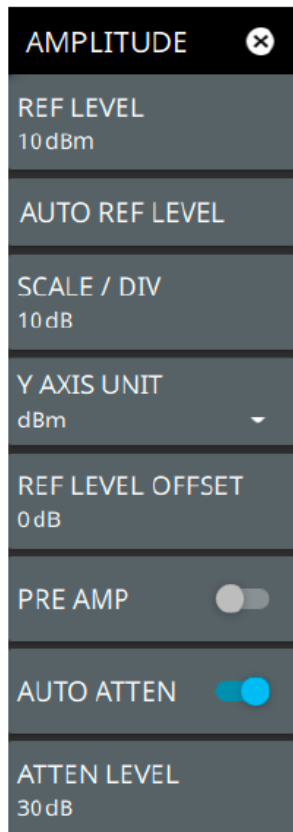 AMPLITUDE
REF LEVEL
10 dBm
AUTO REF LEVEL
SCALE / DIV
10 dB
Y AXIS UNIT
dBm
REF LEVEL OFFSET
0 dB
PRE AMP
AUTO ATTEN
ATTEN LEVEL
30 dB